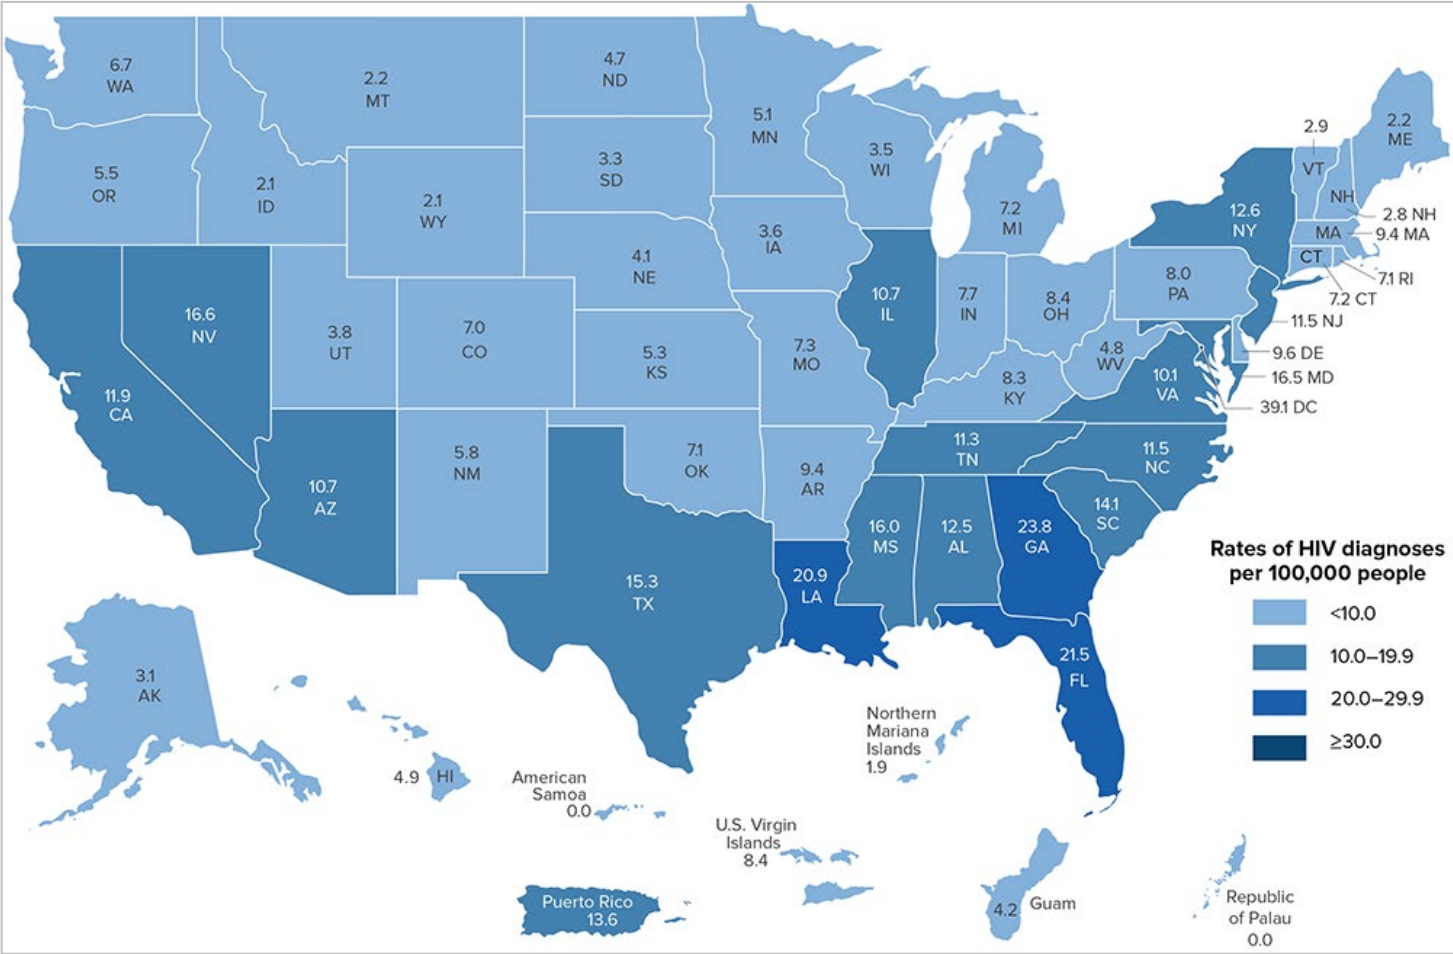 6.7
WA
2.2
MT
4.7
ND
5.1
MN
3.5
WI
2.9
VT
2.2
ME
NH
2.8 NH
5.5
OR
2.1
ID
2.1
WY
3.3
SD
3.6
IA
7.2
MI
12.6
NY
MA
9.4 MA
CT
7.1 RI
7.2 CT
16.6
NV
3.8
UT
7.0
CO
4.1
NE
5.3
KS
7.3
MO
10.7
IL
7.7
IN
8.4
OH
8.0
PA
11.5 NJ
9.6 DE
16.5 MD
39.1 DC
11.9
CA
4.8
WV
10.1
VA
8.3
KY
10.7
AZ
5.8
NM
7.1
OK
9.4
AR
11.3
TN
11.5
NC
14.1
SC
15.3
TX
20.9
LA
16.0
MS
12.5
AL
23.8
GA
21.5
FL
Rates of HIV diagnoses
per 100,000 people
<10.0
10.0–19.9
20.0–29.9
≥30.0
3.1
AK
4.9 HI
American
Samoa
0.0
Northern
Mariana
Islands
1.9
U.S. Virgin
Islands
8.4
Puerto Rico
13.6
4.2 Guam
Republic
of Palau
0.0